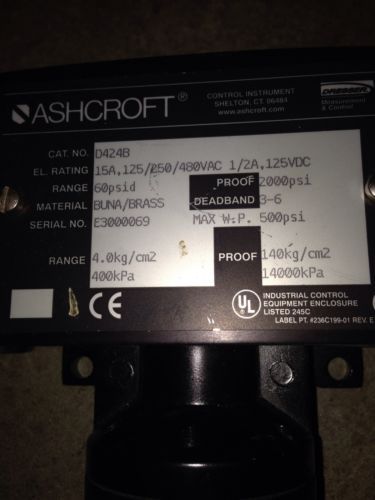 ASHCROFT®
CONTROL INSTRUMENT
SHELTON, CT. 06484
www.ashcroft.com
DRESSER
Measurement
& Control
CAT. NO. D424B
EL. RATING 15A,125/250/480VAC 1/2A,125VDC
RANGE 60psid PROOF 2000psi
MATERIAL BUNA/BRASS DEADBAND 3-6
SERIAL NO. E3000069 MAX W.P. 500psi
RANGE 4.0kg/cm2 PROOF 140kg/cm2
400kPa 14000kPa
UL
INDUSTRIAL CONTROL
EQUIPMENT ENCLOSURE
LISTED 245C
LABEL PT. #236C199-01 REV. E